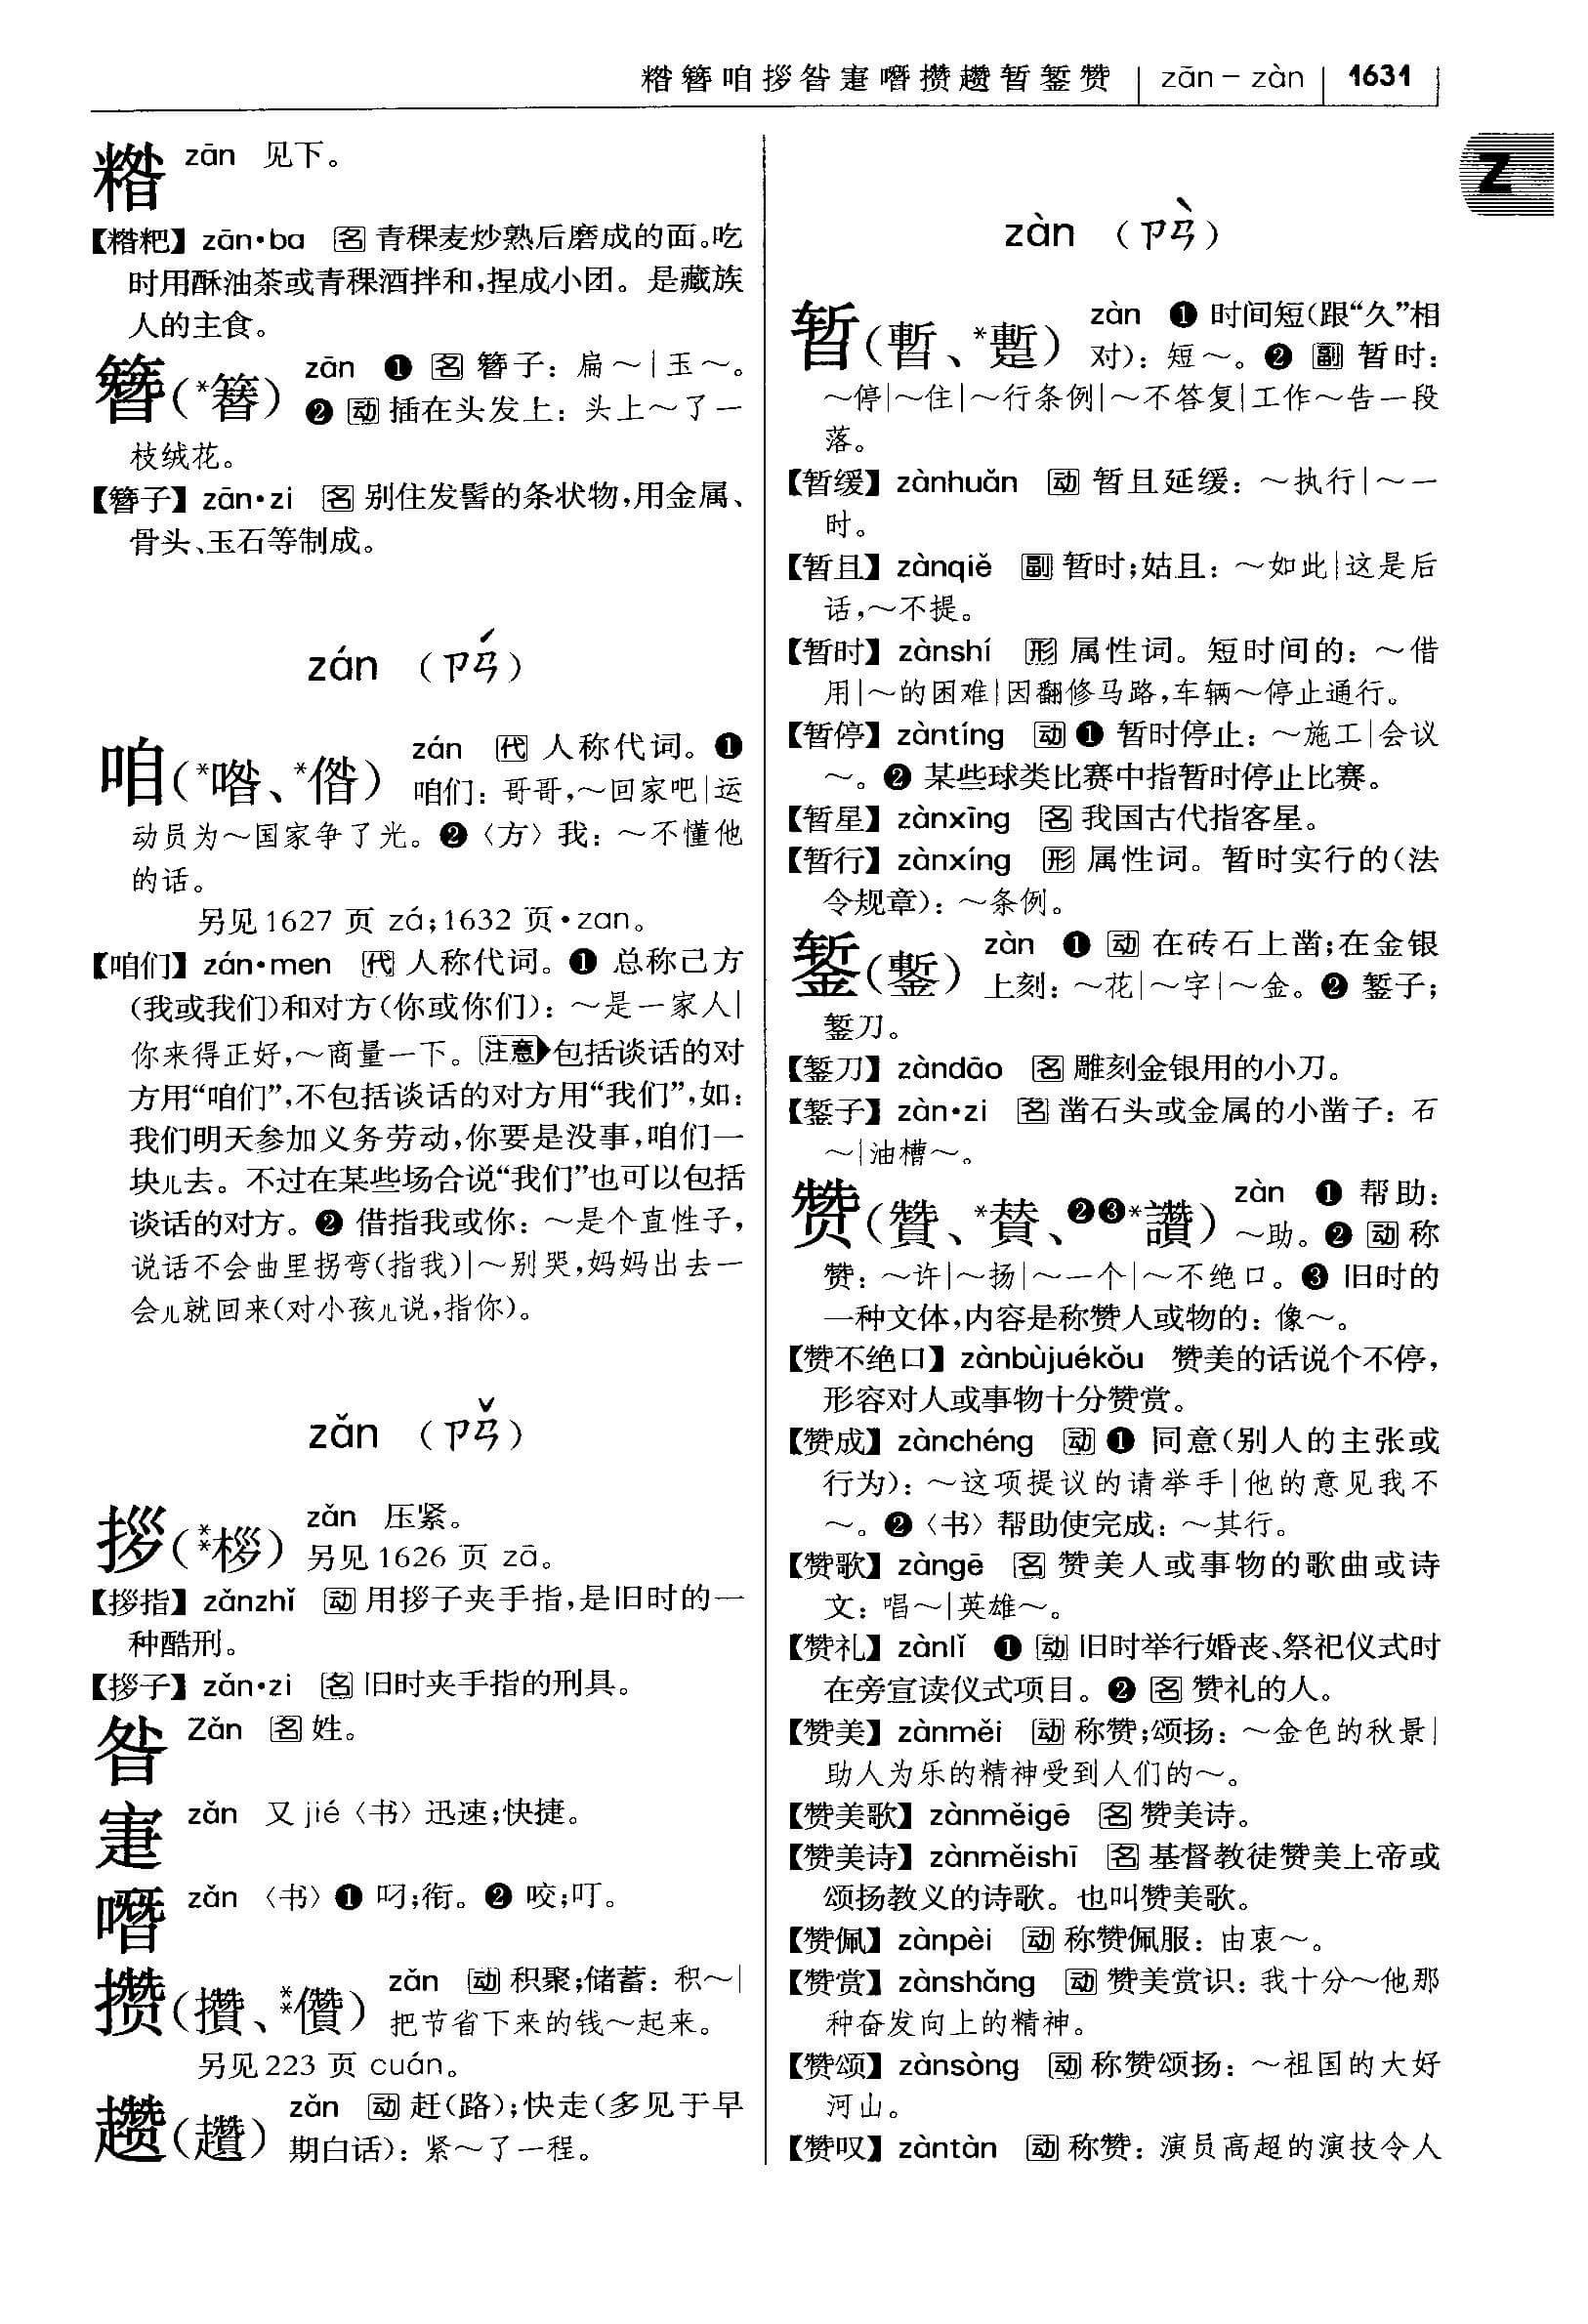 糌簪咱拶昝寁噆攒趱暂錾赞 | zān – zàn | 1631
Z
糌 zān 见下。
【糌粑】 zān•ba 名 青稞麦炒熟后磨成的面。吃
时用酥油茶或青稞酒拌和,捏成小团。是藏族
人的主食。
簪(*簮) zān ❶ 名 簪子:扁~|玉~。
❷ 动 插在头发上:头上~了一
枝绒花。
【簪子】 zān•zi 名 别住发髻的条状物,用金属、
骨头、玉石等制成。
zán (ㄗㄢˊ)
咱(*喒、*偺) zán 代 人称代词。❶
咱们:哥哥,~回家吧|运
动员为~国家争了光。❷〈方〉我:~不懂他
的话。
另见1627 页 zá;1632 页•zan。
【咱们】 zán•men 代 人称代词。❶ 总称己方
(我或我们)和对方(你或你们):~是一家人|
你来得正好,~商量一下。注意▶包括谈话的对
方用“咱们”,不包括谈话的对方用“我们”,如:
我们明天参加义务劳动,你要是没事,咱们一
块儿去。不过在某些场合说“我们”也可以包括
谈话的对方。❷ 借指我或你:~是个直性子,
说话不会曲里拐弯(指我)|~别哭,妈妈出去一
会儿就回来(对小孩儿说,指你)。
zǎn (ㄗㄢˇ)
拶(**桚) zǎn 压紧。
另见1626 页 zā。
【拶指】 zǎnzhǐ 动 用拶子夹手指,是旧时的一
种酷刑。
【拶子】 zǎn•zi 名 旧时夹手指的刑具。
昝 Zǎn 名 姓。
寁 zǎn 又 jié〈书〉迅速;快捷。
噆 zǎn 〈书〉❶ 叼;衔。❷ 咬;叮。
攒(攢、**儹) zǎn 动 积聚;储蓄:积~|
把节省下来的钱~起来。
另见223 页 cuán。
趱(趲) zǎn 动 赶(路);快走(多见于早
期白话):紧~了一程。
zàn (ㄗㄢˋ)
暂(暫、*蹔) zàn ❶ 时间短(跟“久”相
对):短~。❷ 副 暂时:
~停|~住|~行条例|~不答复|工作~告一段
落。
【暂缓】 zànhuǎn 动 暂且延缓:~执行|~一
时。
【暂且】 zànqiě 副 暂时;姑且:~如此|这是后
话,~不提。
【暂时】 zànshí 形 属性词。短时间的:~借
用|~的困难|因翻修马路,车辆~停止通行。
【暂停】 zàntíng 动 ❶ 暂时停止:~施工|会议
~。❷ 某些球类比赛中指暂时停止比赛。
【暂星】 zànxīng 名 我国古代指客星。
【暂行】 zànxíng 形 属性词。暂时实行的(法
令规章):~条例。
錾(鏨) zàn ❶ 动 在砖石上凿;在金银
上刻:~花|~字|~金。❷ 錾子;
錾刀。
【錾刀】 zàndāo 名 雕刻金银用的小刀。
【錾子】 zàn•zi 名 凿石头或金属的小凿子:石
~|油槽~。
赞(贊、*賛、❷❸*讚) zàn ❶ 帮助:
~助。❷ 动 称
赞:~许|~扬|~一个|~不绝口。❸ 旧时的
一种文体,内容是称赞人或物的:像~。
【赞不绝口】 zànbùjuékǒu 赞美的话说个不停,
形容对人或事物十分赞赏。
【赞成】 zànchéng 动 ❶ 同意(别人的主张或
行为):~这项提议的请举手|他的意见我不
~。❷〈书〉帮助使完成:~其行。
【赞歌】 zàngē 名 赞美人或事物的歌曲或诗
文:唱~|英雄~。
【赞礼】 zànlǐ ❶ 动 旧时举行婚丧、祭祀仪式时
在旁宣读仪式项目。❷ 名 赞礼的人。
【赞美】 zànměi 动 称赞;颂扬:~金色的秋景|
助人为乐的精神受到人们的~。
【赞美歌】 zànměigē 名 赞美诗。
【赞美诗】 zànměishī 名 基督教徒赞美上帝或
颂扬教义的诗歌。也叫赞美歌。
【赞佩】 zànpèi 动 称赞佩服:由衷~。
【赞赏】 zànshǎng 动 赞美赏识:我十分~他那
种奋发向上的精神。
【赞颂】 zànsòng 动 称赞颂扬:~祖国的大好
河山。
【赞叹】 zàntàn 动 称赞:演员高超的演技令人